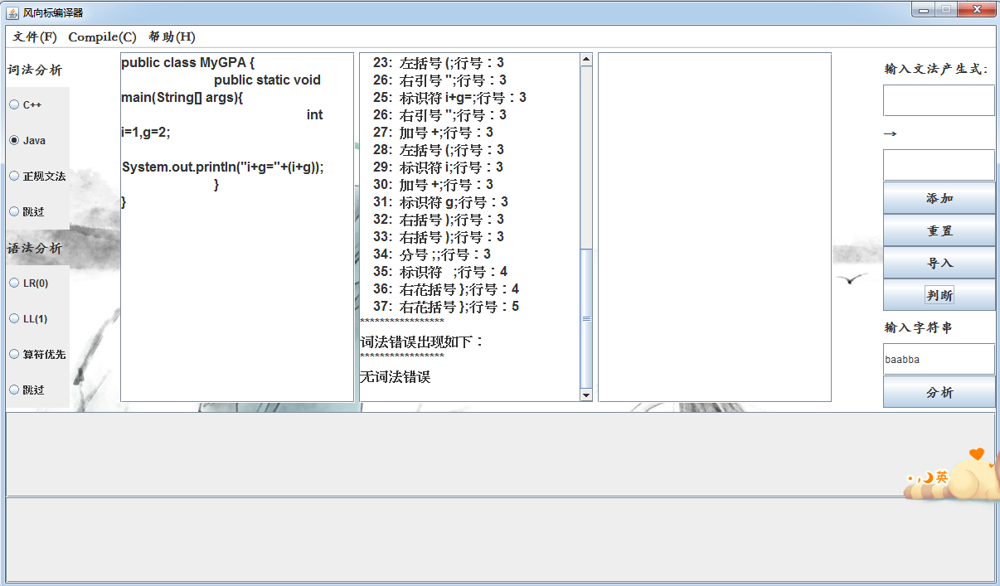 风向标编译器
文件(F) Compile(C) 帮助(H)
词法分析
C++
Java
正规文法
跳过
语法分析
LR(0)
LL(1)
算符优先
跳过
public class MyGPA {
public static void
main(String[] args){
int
i=1,g=2;
System.out.println("i+g="+(i+g));
}
}
23: 左括号 (;行号：3
26: 右引号 ";行号：3
25: 标识符 i+g=;行号：3
26: 右引号 ";行号：3
27: 加号 +;行号：3
28: 左括号 (;行号：3
29: 标识符 i;行号：3
30: 加号 +;行号：3
31: 标识符 g;行号：3
32: 右括号 );行号：3
33: 右括号 );行号：3
34: 分号 ;;行号：3
35: 标识符 ;行号：4
36: 右花括号 };行号：4
37: 右花括号 };行号：5
*****************
词法错误出现如下：
*****************
无词法错误
输入文法产生式:
→
添加
重置
导入
判断
输入字符串
baabba
分析
英